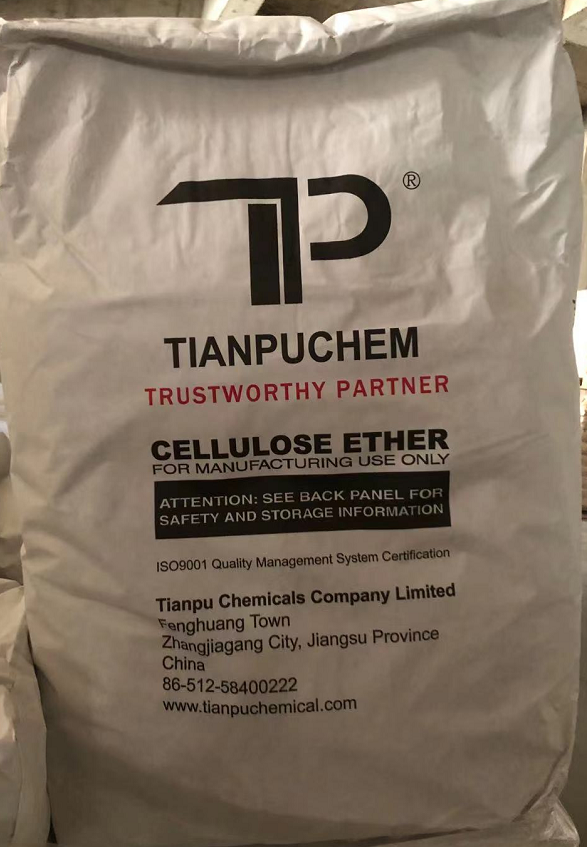 TP®
TIANPUCHEM
TRUSTWORTHY PARTNER
CELLULOSE ETHER
FOR MANUFACTURING USE ONLY
ATTENTION: SEE BACK PANEL FOR
SAFETY AND STORAGE INFORMATION
ISO9001 Quality Management System Certification
Tianpu Chemicals Company Limited
Fenghuang Town
Zhangjiagang City, Jiangsu Province
China
86-512-58400222
www.tianpuchemical.com